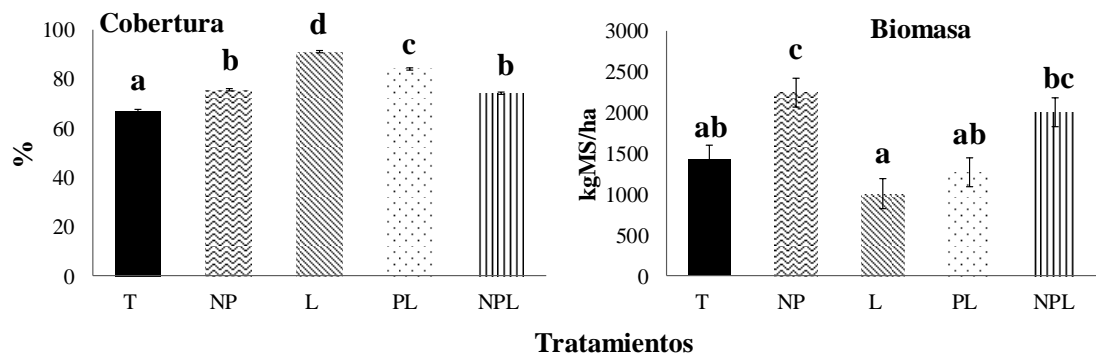 Cobertura
%
100
80
60
40
20
0
a
b
d
c
b
T NP L PL NPL
Biomasa
kgMS/ha
3000
2500
2000
1500
1000
500
0
ab
c
a
ab
bc
T NP L PL NPL
Tratamientos